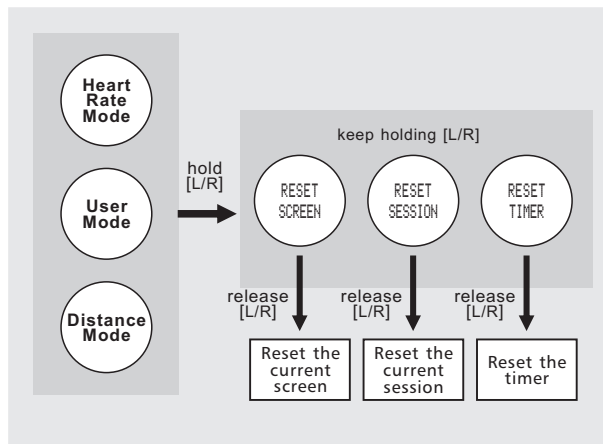 Heart
Rate
Mode
User
Mode
Distance
Mode
hold
[L/R]
keep holding [L/R]
RESET
SCREEN
RESET
SESSION
RESET
TIMER
release
[L/R]
release
[L/R]
release
[L/R]
Reset the
current
screen
Reset the
current
session
Reset the
timer